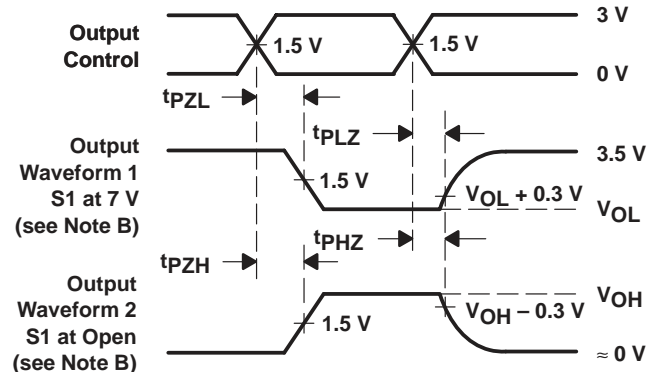 Output
Control
1.5 V
1.5 V
3 V
0 V
tPZL
tPLZ
Output
Waveform 1
S1 at 7 V
(see Note B)
1.5 V
3.5 V
VOL + 0.3 V
VOL
tPHZ
tPZH
Output
Waveform 2
S1 at Open
(see Note B)
1.5 V
VOH
VOH − 0.3 V
≈ 0 V